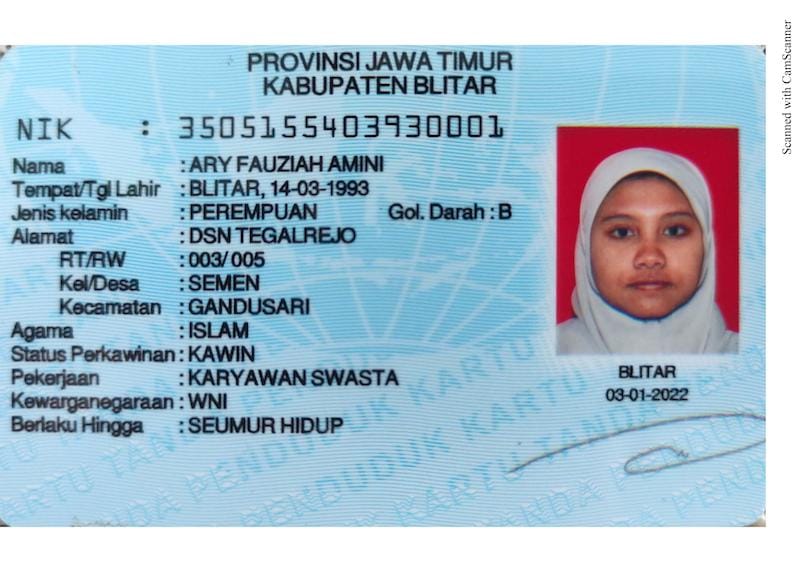 PROVINSI JAWA TIMUR
KABUPATEN BLITAR
NIK : 3505155403930001
Nama : ARY FAUZIAH AMINI
Tempat/Tgl Lahir : BLITAR, 14-03-1993
Jenis kelamin : PEREMPUAN Gol. Darah : B
Alamat : DSN TEGALREJO
RT/RW : 003/ 005
Kel/Desa : SEMEN
Kecamatan : GANDUSARI
Agama : ISLAM
Status Perkawinan : KAWIN
Pekerjaan : KARYAWAN SWASTA
Kewarganegaraan : WNI
Berlaku Hingga : SEUMUR HIDUP
BLITAR
03-01-2022
KARTU TANDA PENDUDUK KARTU TANDA PENDUDUK
Scanned with CamScanner